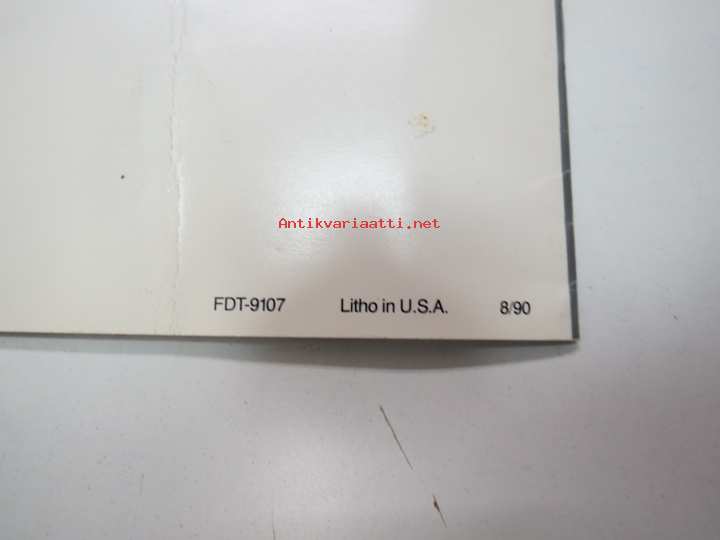 Antikvariaatti.net
FDT-9107 Litho in U.S.A. 8/90